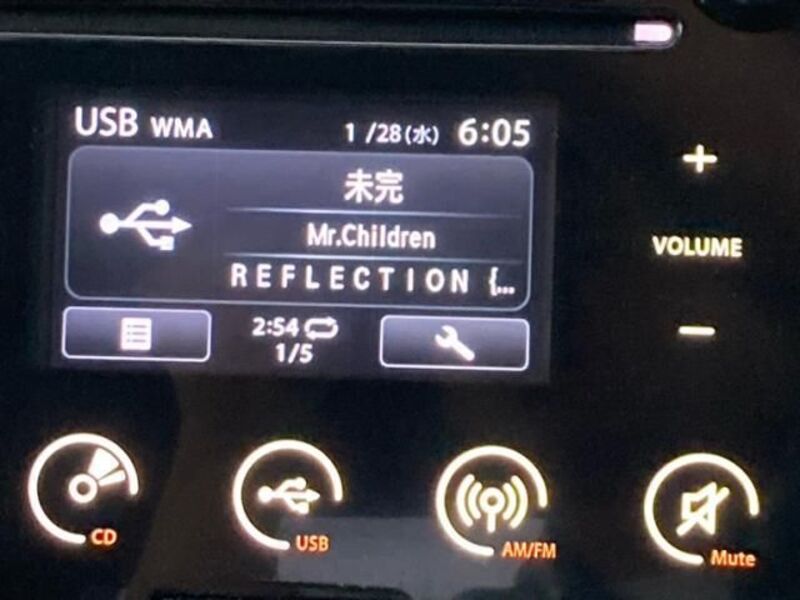 USB WMA 1/28(水) 6:05
未完
Mr.Children
REFLECTION {...
2:54
1/5
+
VOLUME
−
CD
USB
AM/FM
Mute